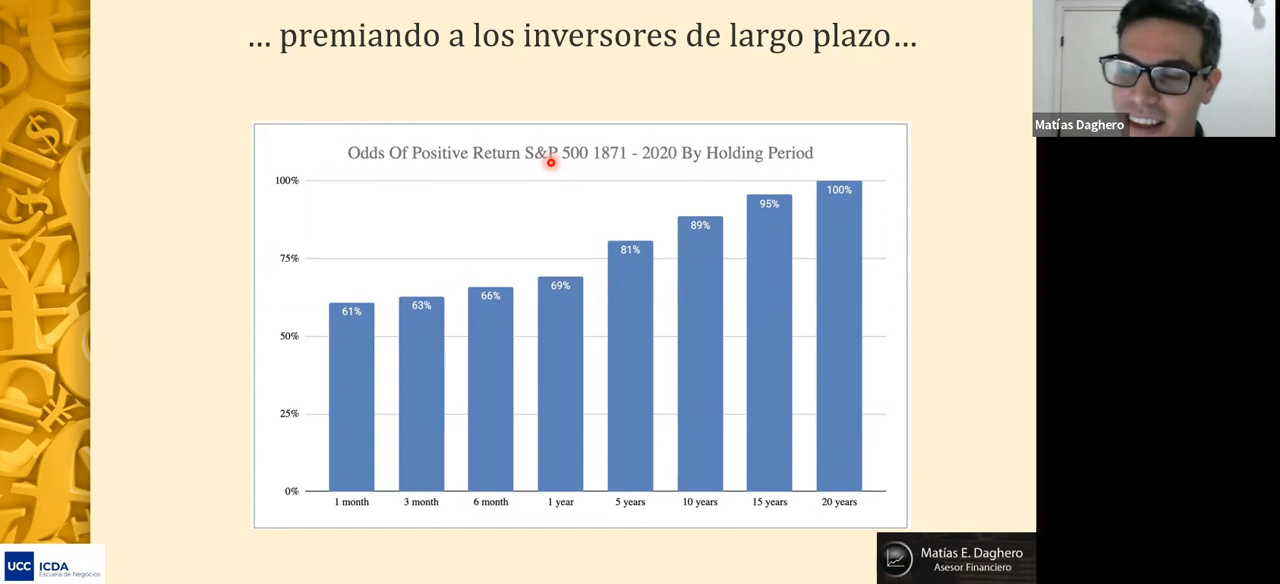 ... premiando a los inversores de largo plazo...
Matías Daghero
Odds Of Positive Return S&P 500 1871 - 2020 By Holding Period
100%
75%
50%
25%
0%
61%
63%
66%
69%
81%
89%
95%
100%
1 month
3 month
6 month
1 year
5 years
10 years
15 years
20 years
UCC
ICDA
Escuela de Negocios
Matías E. Daghero
Asesor Financiero